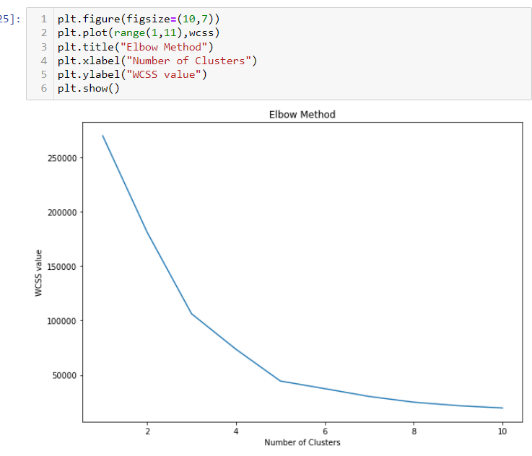 25]:
1 plt.figure(figsize=(10,7))
2 plt.plot(range(1,11),wcss)
3 plt.title("Elbow Method")
4 plt.xlabel("Number of Clusters")
5 plt.ylabel("WCSS value")
6 plt.show()
Elbow Method
250000
200000
150000
100000
50000
WCSS value
2 4 6 8 10
Number of Clusters